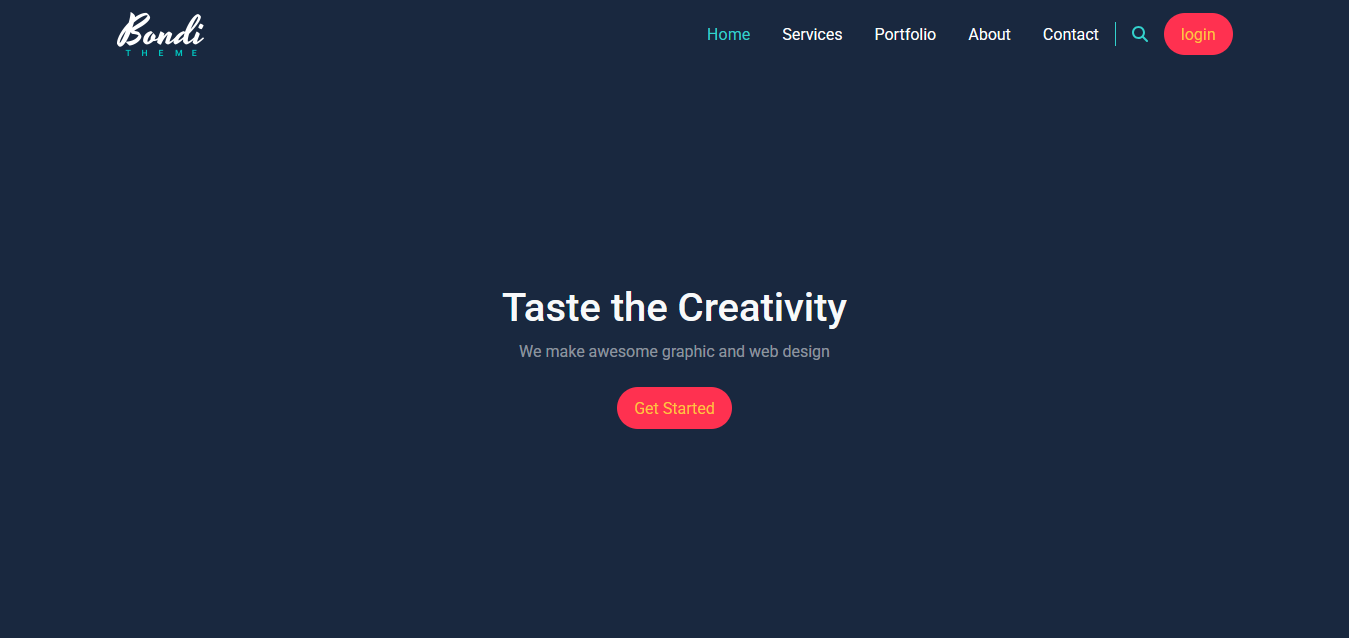 Bondi
THEME
Home Services Portfolio About Contact login
Taste the Creativity
We make awesome graphic and web design
Get Started